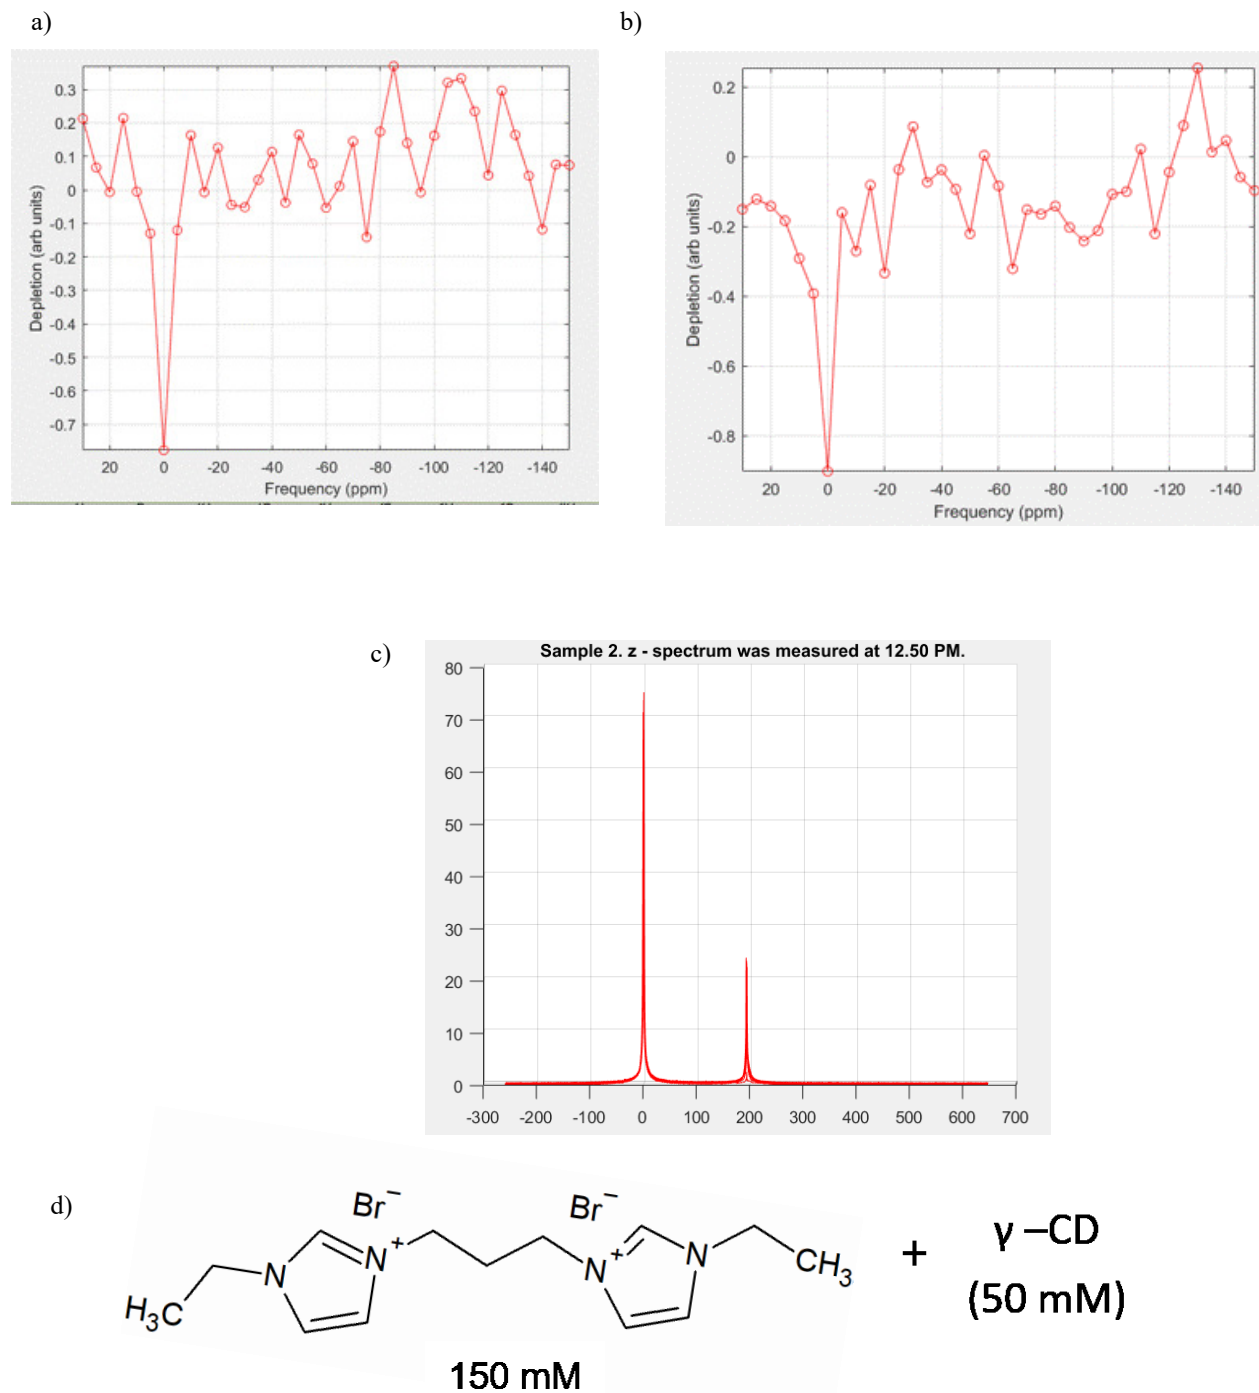 a)
0.3
0.2
0.1
0
-0.1
-0.2
-0.3
-0.4
-0.5
-0.6
-0.7
Depletion (arb units)
20 0 -20 -40 -60 -80 -100 -120 -140
Frequency (ppm)
b)
0.2
0
-0.2
-0.4
-0.6
-0.8
Depletion (arb units)
20 0 -20 -40 -60 -80 -100 -120 -140
Frequency (ppm)
c)
Sample 2. z - spectrum was measured at 12.50 PM.
80
70
60
50
40
30
20
10
0
-300 -200 -100 0 100 200 300 400 500 600 700
d)
Br− Br−
N N+ N+ N
H3C CH3
+
γ –CD
(50 mM)
150 mM